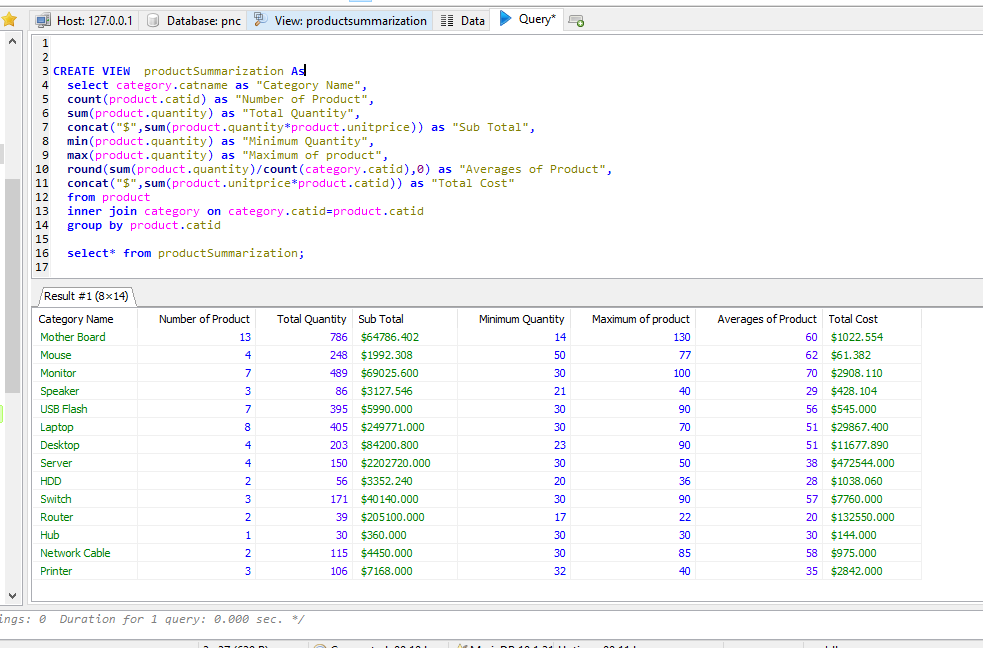 Host: 127.0.0.1 Database: pnc View: productsummarization Data Query*
1
2
3 CREATE VIEW productSummarization As
4 select category.catname as "Category Name",
5 count(product.catid) as "Number of Product",
6 sum(product.quantity) as "Total Quantity",
7 concat("$",sum(product.quantity*product.unitprice)) as "Sub Total",
8 min(product.quantity) as "Minimum Quantity",
9 max(product.quantity) as "Maximum of product",
10 round(sum(product.quantity)/count(category.catid),0) as "Averages of Product",
11 concat("$",sum(product.unitprice*product.catid)) as "Total Cost"
12 from product
13 inner join category on category.catid=product.catid
14 group by product.catid
15
16 select* from productSummarization;
17
Result #1 (8×14)
Category Name Number of Product Total Quantity Sub Total Minimum Quantity Maximum of product Averages of Product Total Cost
Mother Board 13 786 $64786.402 14 130 60 $1022.554
Mouse 4 248 $1992.308 50 77 62 $61.382
Monitor 7 489 $69025.600 30 100 70 $2908.110
Speaker 3 86 $3127.546 21 40 29 $428.104
USB Flash 7 395 $5990.000 30 90 56 $545.000
Laptop 8 405 $249771.000 30 70 51 $29867.400
Desktop 4 203 $84200.800 23 90 51 $11677.890
Server 4 150 $2202720.000 30 50 38 $472544.000
HDD 2 56 $3352.240 20 36 28 $1038.060
Switch 3 171 $40140.000 30 90 57 $7760.000
Router 2 39 $205100.000 17 22 20 $132550.000
Hub 1 30 $360.000 30 30 30 $144.000
Network Cable 2 115 $4450.000 30 85 58 $975.000
Printer 3 106 $7168.000 32 40 35 $2842.000
ings: 0 Duration for 1 query: 0.000 sec. */